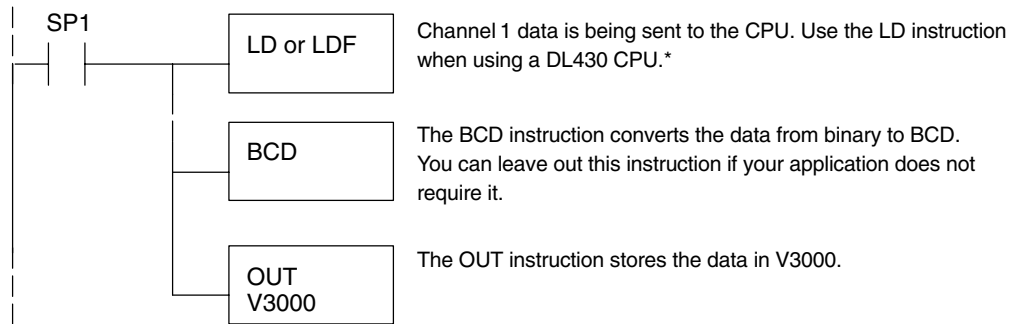 SP1
LD or LDF
Channel 1 data is being sent to the CPU. Use the LD instruction
when using a DL430 CPU.*
BCD
The BCD instruction converts the data from binary to BCD.
You can leave out this instruction if your application does not
require it.
OUT
V3000
The OUT instruction stores the data in V3000.